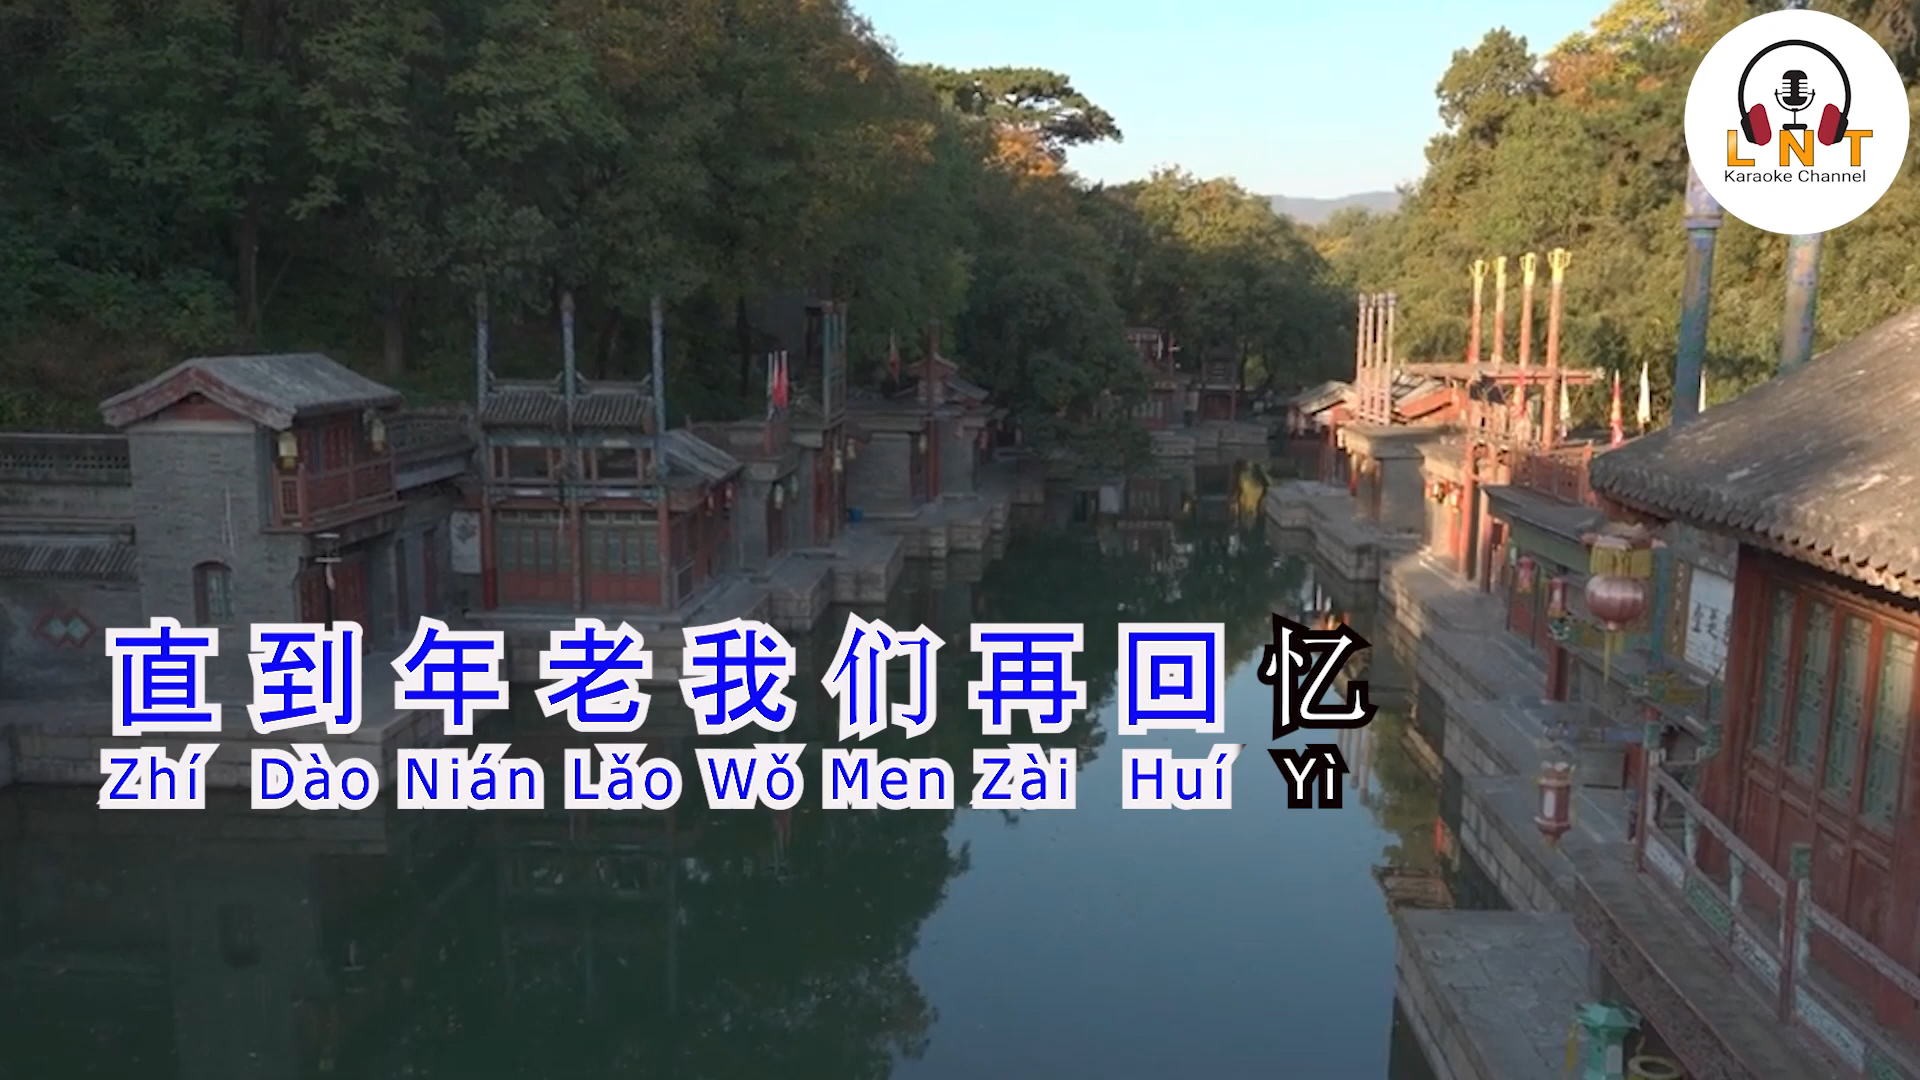 L N T
Karaoke Channel
直到年老我们再回忆
Zhí Dào Nián Lǎo Wǒ Men Zài Huí Yì